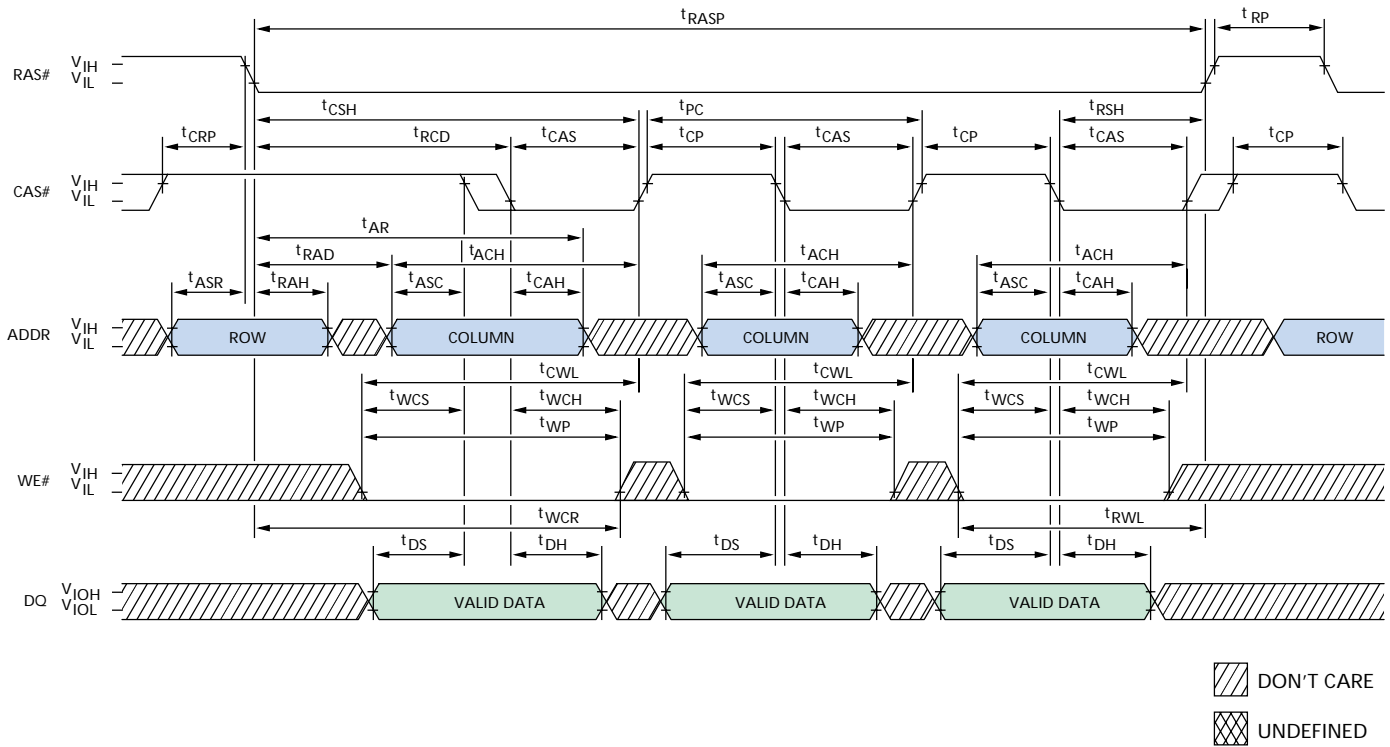 tRASP tRP
RAS# VIH
VIL
tCSH tPC tRSH
tCRP tRCD tCAS tCP tCAS tCP tCAS tCP
CAS# VIH
VIL
tAR
tRAD tACH tACH tACH
tASR tRAH tASC tCAH tASC tCAH tASC tCAH
ADDR VIH
VIL
ROW COLUMN COLUMN COLUMN ROW
tCWL tCWL tCWL
tWCS tWCH tWCS tWCH tWCS tWCH
tWP tWP tWP
WE# VIH
VIL
tWCR tRWL
tDS tDH tDS tDH tDS tDH
DQ VIOH
VIOL
VALID DATA VALID DATA VALID DATA
DON'T CARE
UNDEFINED